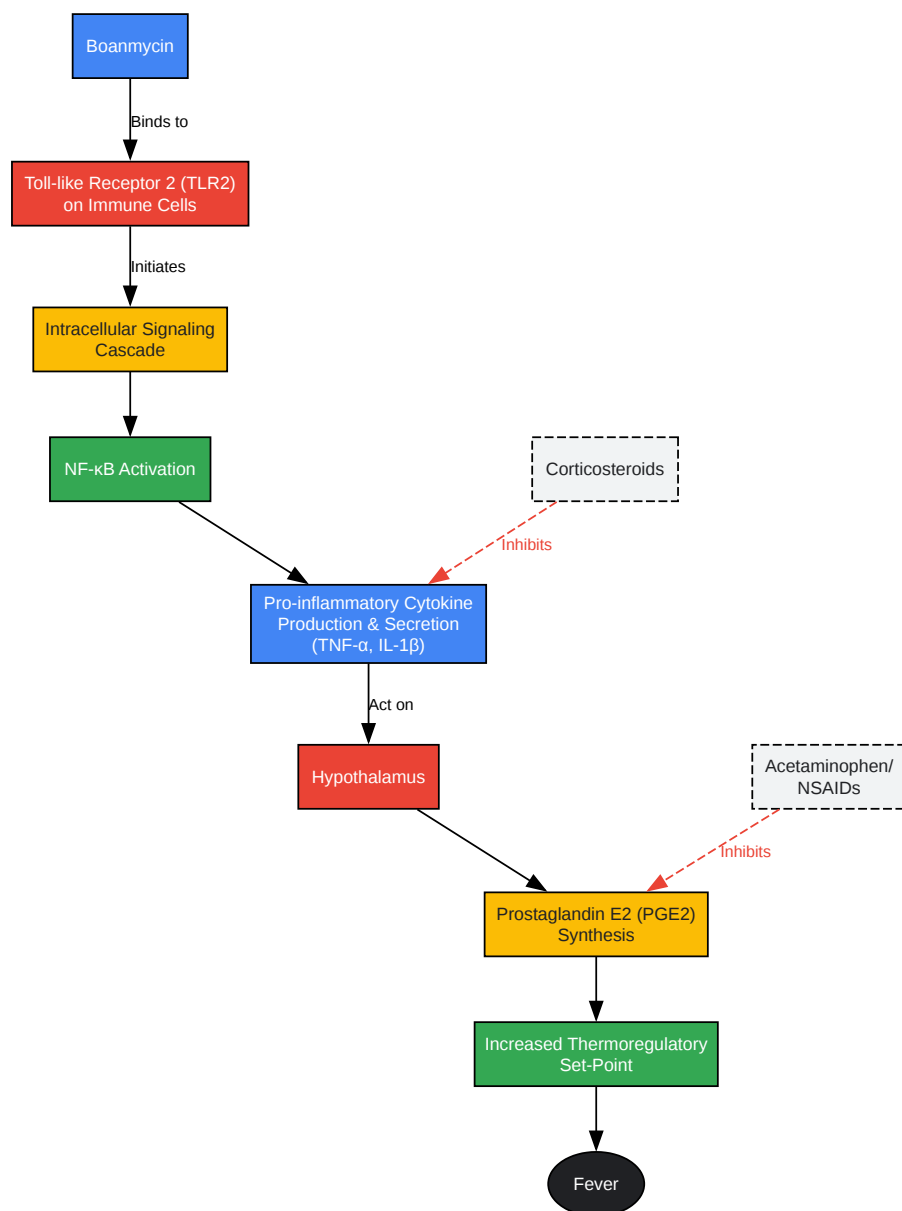 Boanmycin
Binds to
Toll-like Receptor 2 (TLR2)
on Immune Cells
Initiates
Intracellular Signaling
Cascade
NF-κB Activation
Corticosteroids
Inhibits
Pro-inflammatory Cytokine
Production & Secretion
(TNF-α, IL-1β)
Act on
Hypothalamus
Acetaminophen/
NSAIDs
Inhibits
Prostaglandin E2 (PGE2)
Synthesis
Increased Thermoregulatory
Set-Point
Fever